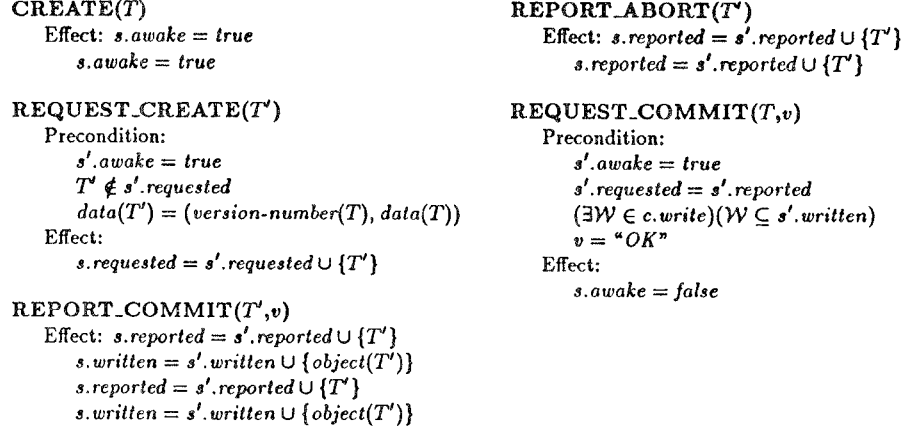 CREATE(T)
Effect: s.awake = true
s.awake = true
REQUEST_CREATE(T′)
Precondition:
s′.awake = true
T′ ∉ s′.requested
data(T′) = (version-number(T), data(T))
Effect:
s.requested = s′.requested ∪ {T′}
REPORT_COMMIT(T′,v)
Effect: s.reported = s′.reported ∪ {T′}
s.written = s′.written ∪ {object(T′)}
s.reported = s′.reported ∪ {T′}
s.written = s′.written ∪ {object(T′)}
REPORT_ABORT(T′)
Effect: s.reported = s′.reported ∪ {T′}
s.reported = s′.reported ∪ {T′}
REQUEST_COMMIT(T,v)
Precondition:
s′.awake = true
s′.requested = s′.reported
(∃𝒲 ∈ c.write)(𝒲 ⊆ s′.written)
v = “OK”
Effect:
s.awake = false